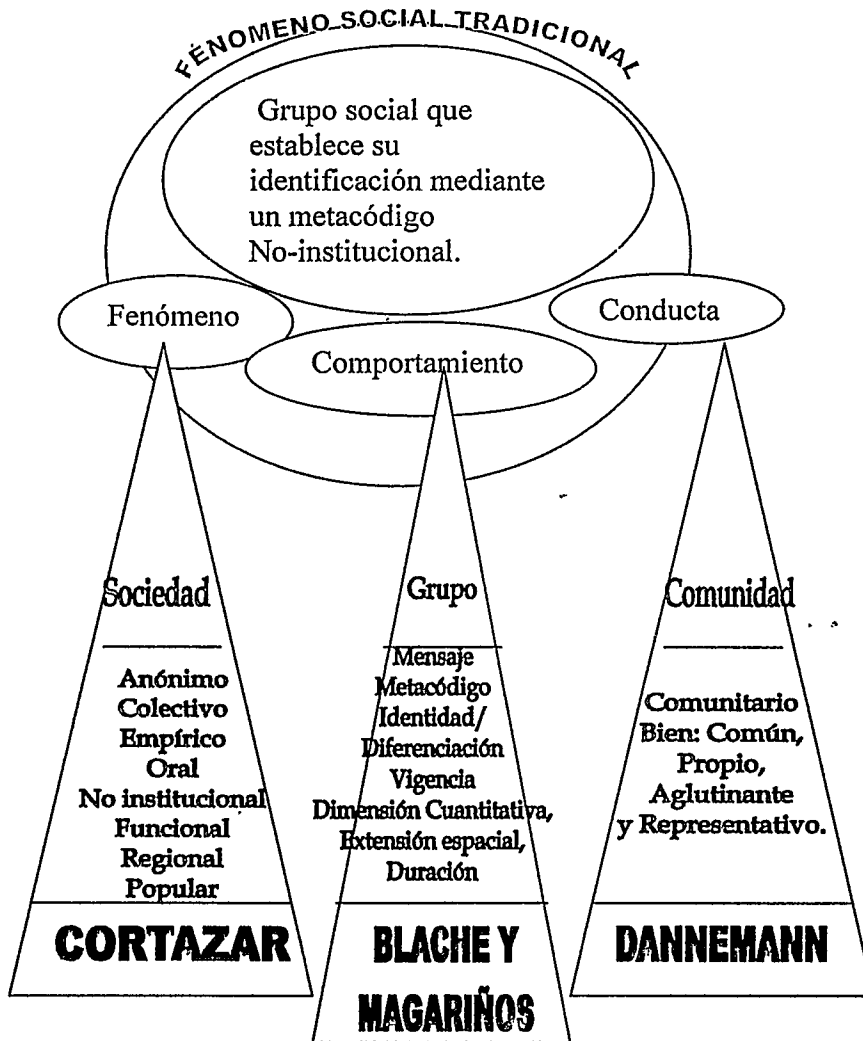 FÉNOMENO SOCIAL TRADICIONAL
Grupo social que
establece su
identificación mediante
un metacódigo
No-institucional.
Fenómeno
Comportamiento
Conducta
Sociedad
Anónimo
Colectivo
Empírico
Oral
No institucional
Funcional
Regional
Popular
CORTAZAR
Grupo
Mensaje
Metacódigo
Identidad/
Diferenciación
Vigencia
Dimensión Cuantitativa,
Extensión espacial,
Duración
BLACHE Y
MAGARIÑOS
Comunidad
Comunitario
Bien: Común,
Propio,
Aglutinante
y Representativo.
DANNEMANN